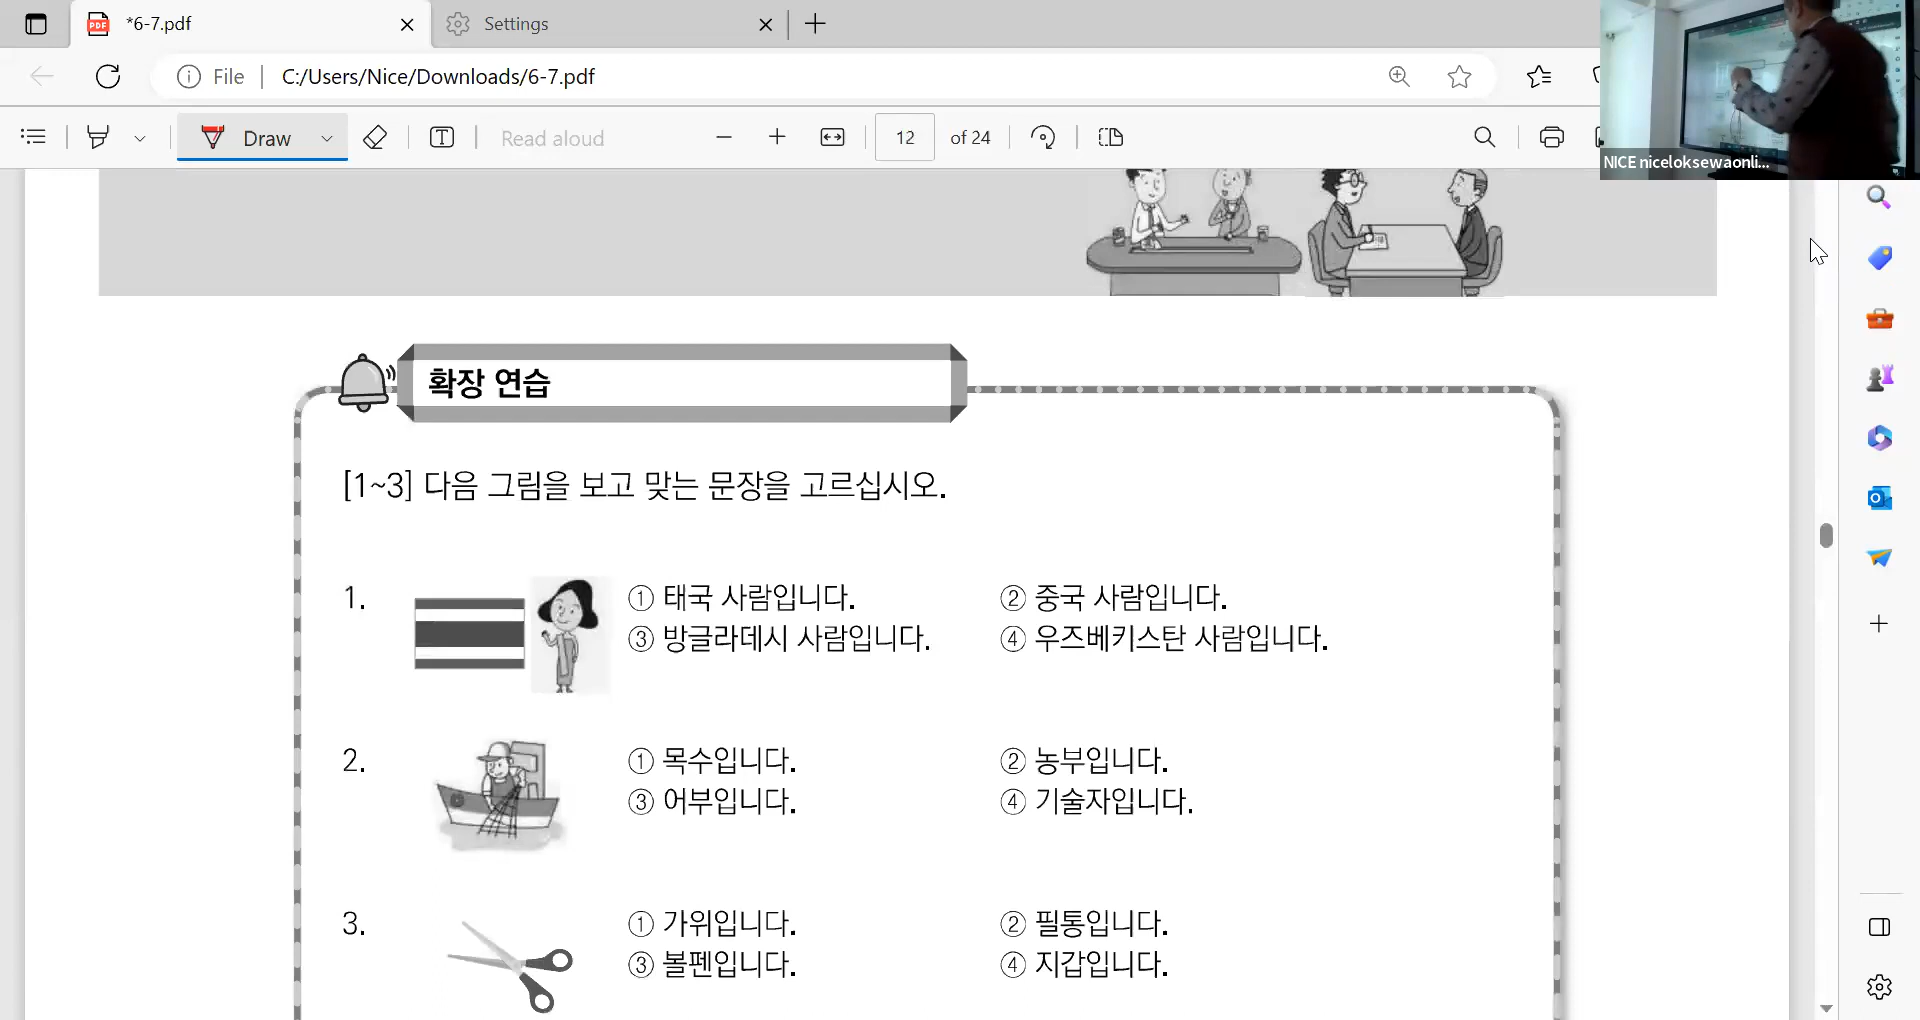 *6-7.pdf
Settings
File
C:/Users/Nice/Downloads/6-7.pdf
Draw
Read aloud
12
of 24
NICE niceloksewaonli...
확장 연습
[1~3] 다음 그림을 보고 맞는 문장을 고르십시오.
1.
① 태국 사람입니다.
② 중국 사람입니다.
③ 방글라데시 사람입니다.
④ 우즈베키스탄 사람입니다.
2.
① 목수입니다.
② 농부입니다.
③ 어부입니다.
④ 기술자입니다.
3.
① 가위입니다.
② 필통입니다.
③ 볼펜입니다.
④ 지갑입니다.